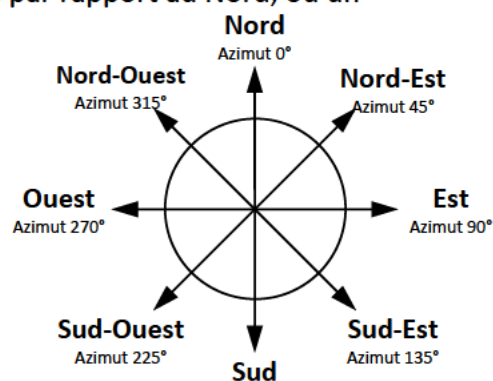 par rapport au Nord, ou un
Nord
Azimut 0°
Nord-Ouest
Azimut 315°
Nord-Est
Azimut 45°
Ouest
Azimut 270°
Est
Azimut 90°
Sud-Ouest
Azimut 225°
Sud-Est
Azimut 135°
Sud